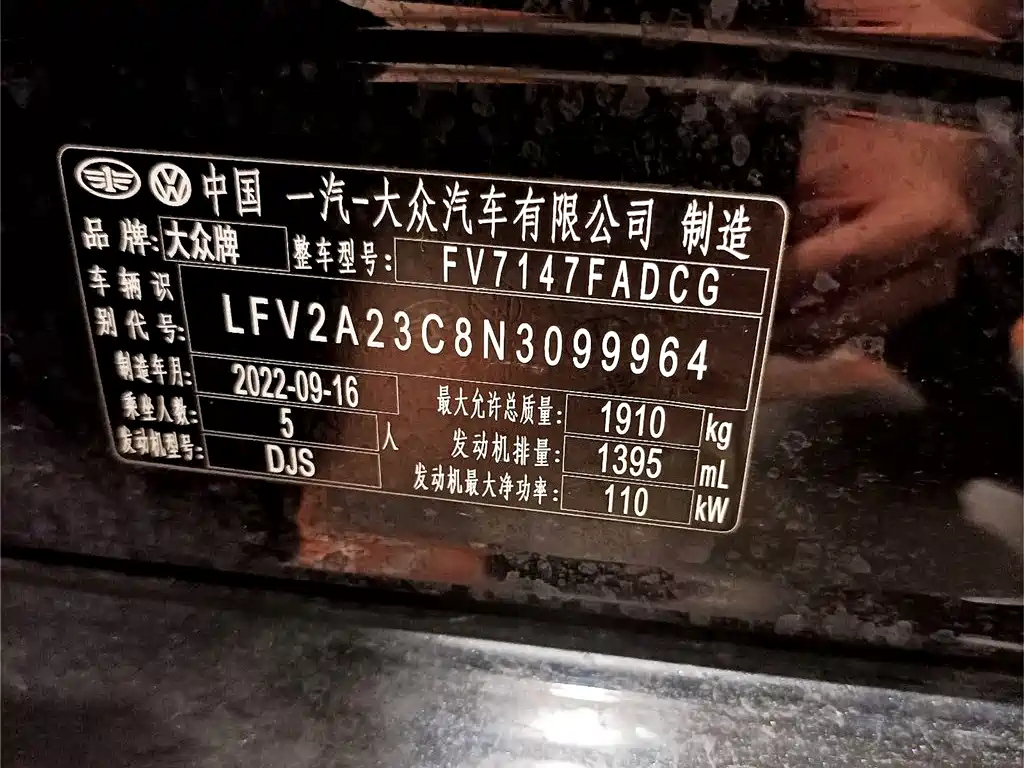 中国 一汽-大众汽车有限公司 制造
品牌: 大众牌 整车型号: FV7147FADCG
车辆识别代号: LFV2A23C8N3099964
制造年月: 2022-09-16 最大允许总质量: 1910 kg
乘坐人数: 5 人 发动机排量: 1395 mL
发动机型号: DJS 发动机最大净功率: 110 kW